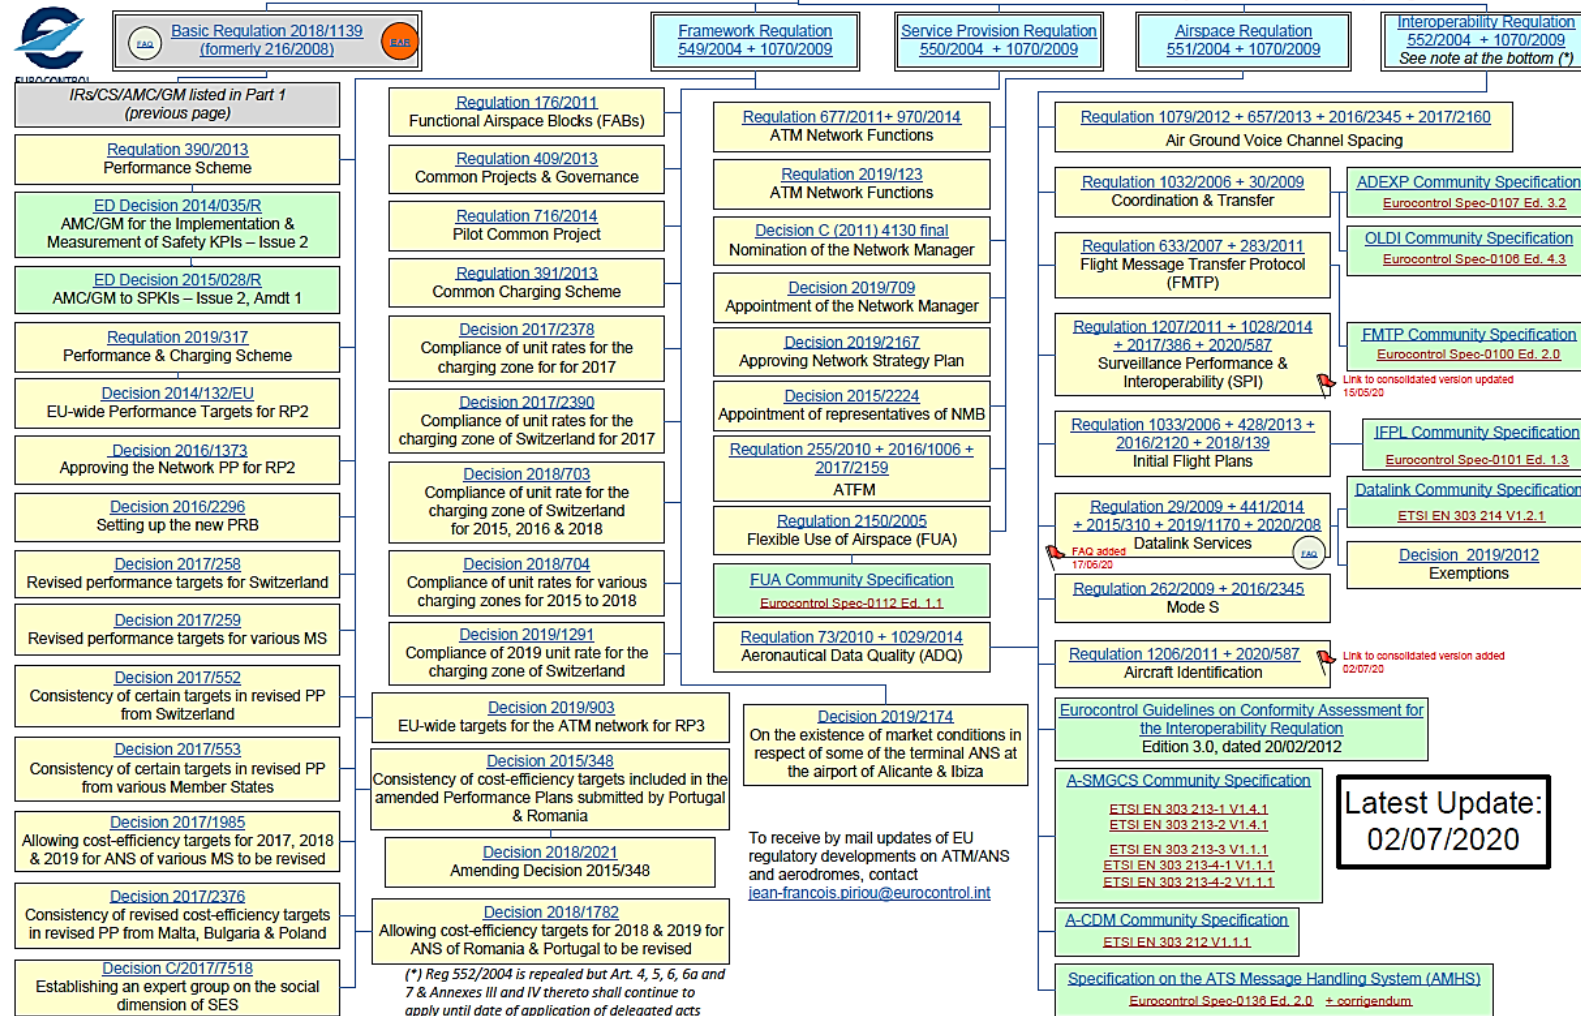 EUROCONTROL
FAQ
Basic Regulation 2018/1139
(formerly 216/2008)
EAR
Framework Regulation
549/2004 + 1070/2009
Service Provision Regulation
550/2004 + 1070/2009
Airspace Regulation
551/2004 + 1070/2009
Interoperability Regulation
552/2004 + 1070/2009
See note at the bottom (*)
IRs/CS/AMC/GM listed in Part 1
(previous page)
Regulation 390/2013
Performance Scheme
ED Decision 2014/035/R
AMC/GM for the Implementation &
Measurement of Safety KPIs – Issue 2
ED Decision 2015/028/R
AMC/GM to SPKIs – Issue 2, Amdt 1
Regulation 2019/317
Performance & Charging Scheme
Decision 2014/132/EU
EU-wide Performance Targets for RP2
Decision 2016/1373
Approving the Network PP for RP2
Decision 2016/2296
Setting up the new PRB
Decision 2017/258
Revised performance targets for Switzerland
Decision 2017/259
Revised performance targets for various MS
Decision 2017/552
Consistency of certain targets in revised PP
from Switzerland
Decision 2017/553
Consistency of certain targets in revised PP
from various Member States
Decision 2017/1985
Allowing cost-efficiency targets for 2017, 2018
& 2019 for ANS of various MS to be revised
Decision 2017/2376
Consistency of revised cost-efficiency targets
in revised PP from Malta, Bulgaria & Poland
Decision C/2017/7518
Establishing an expert group on the social
dimension of SES
Regulation 176/2011
Functional Airspace Blocks (FABs)
Regulation 409/2013
Common Projects & Governance
Regulation 716/2014
Pilot Common Project
Regulation 391/2013
Common Charging Scheme
Decision 2017/2378
Compliance of unit rates for the
charging zone for for 2017
Decision 2017/2390
Compliance of unit rates for the
charging zone of Switzerland for 2017
Decision 2018/703
Compliance of unit rate for the
charging zone of Switzerland
for 2015, 2016 & 2018
Decision 2018/704
Compliance of unit rates for various
charging zones for 2015 to 2018
Decision 2019/1291
Compliance of 2019 unit rate for the
charging zone of Switzerland
Decision 2019/903
EU-wide targets for the ATM network for RP3
Decision 2015/348
Consistency of cost-efficiency targets included in the
amended Performance Plans submitted by Portugal
& Romania
Decision 2018/2021
Amending Decision 2015/348
Decision 2018/1782
Allowing cost-efficiency targets for 2018 & 2019 for
ANS of Romania & Portugal to be revised
(*) Reg 552/2004 is repealed but Art. 4, 5, 6, 6a and
7 & Annexes III and IV thereto shall continue to
apply until date of application of delegated acts
Regulation 677/2011+ 970/2014
ATM Network Functions
Regulation 2019/123
ATM Network Functions
Decision C (2011) 4130 final
Nomination of the Network Manager
Decision 2019/709
Appointment of the Network Manager
Decision 2019/2167
Approving Network Strategy Plan
Decision 2015/2224
Appointment of representatives of NMB
Regulation 255/2010 + 2016/1006 +
2017/2159
ATFM
Regulation 2150/2005
Flexible Use of Airspace (FUA)
FUA Community Specification
Eurocontrol Spec-0112 Ed. 1.1
Regulation 73/2010 + 1029/2014
Aeronautical Data Quality (ADQ)
Decision 2019/2174
On the existence of market conditions in
respect of some of the terminal ANS at
the airport of Alicante & Ibiza
To receive by mail updates of EU
regulatory developments on ATM/ANS
and aerodromes, contact
jean-francois.piriou@eurocontrol.int
Regulation 1079/2012 + 657/2013 + 2016/2345 + 2017/2160
Air Ground Voice Channel Spacing
Regulation 1032/2006 + 30/2009
Coordination & Transfer
Regulation 633/2007 + 283/2011
Flight Message Transfer Protocol
(FMTP)
Regulation 1207/2011 + 1028/2014
+ 2017/386 + 2020/587
Surveillance Performance &
Interoperability (SPI)
Link to consolidated version updated
15/05/20
Regulation 1033/2006 + 428/2013 +
2016/2120 + 2018/139
Initial Flight Plans
Regulation 29/2009 + 441/2014
+ 2015/310 + 2019/1170 + 2020/208
Datalink Services
FAQ
FAQ added
17/06/20
Regulation 262/2009 + 2016/2345
Mode S
Regulation 1206/2011 + 2020/587
Aircraft Identification
Link to consolidated version added
02/07/20
Eurocontrol Guidelines on Conformity Assessment for
the Interoperability Regulation
Edition 3.0, dated 20/02/2012
A-SMGCS Community Specification
ETSI EN 303 213-1 V1.4.1
ETSI EN 303 213-2 V1.4.1
ETSI EN 303 213-3 V1.1.1
ETSI EN 303 213-4-1 V1.1.1
ETSI EN 303 213-4-2 V1.1.1
A-CDM Community Specification
ETSI EN 303 212 V1.1.1
Specification on the ATS Message Handling System (AMHS)
Eurocontrol Spec-0136 Ed. 2.0 + corrigendum
ADEXP Community Specification
Eurocontrol Spec-0107 Ed. 3.2
OLDI Community Specification
Eurocontrol Spec-0106 Ed. 4.3
FMTP Community Specification
Eurocontrol Spec-0100 Ed. 2.0
IFPL Community Specification
Eurocontrol Spec-0101 Ed. 1.3
Datalink Community Specification
ETSI EN 303 214 V1.2.1
Decision 2019/2012
Exemptions
Latest Update:
02/07/2020